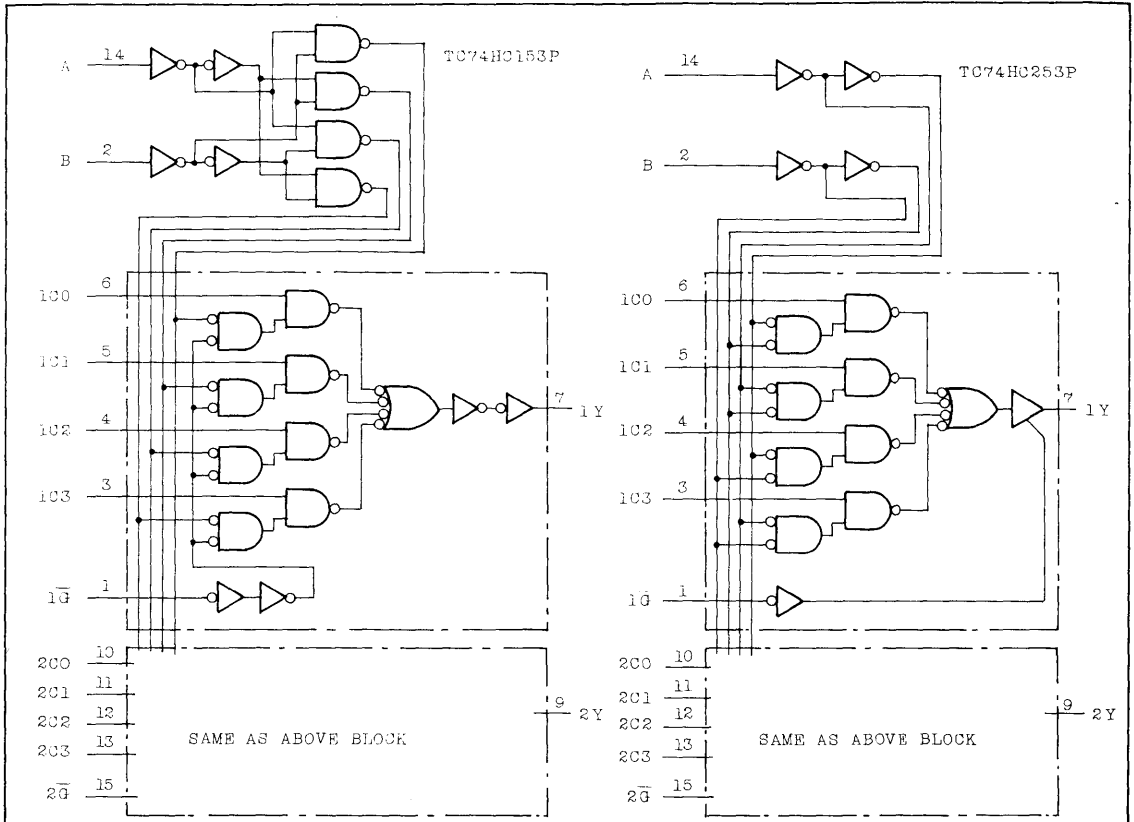 TC74HC153P
A 14
B 2
1C0 6
1C1 5
1C2 4
1C3 3
1G̅ 1
7 1Y
2C0 10
2C1 11
2C2 12
2C3 13
2G̅ 15
9 2Y
SAME AS ABOVE BLOCK
TC74HC253P
A 14
B 2
1C0 6
1C1 5
1C2 4
1C3 3
1G̅ 1
7 1Y
2C0 10
2C1 11
2C2 12
2C3 13
2G̅ 15
9 2Y
SAME AS ABOVE BLOCK